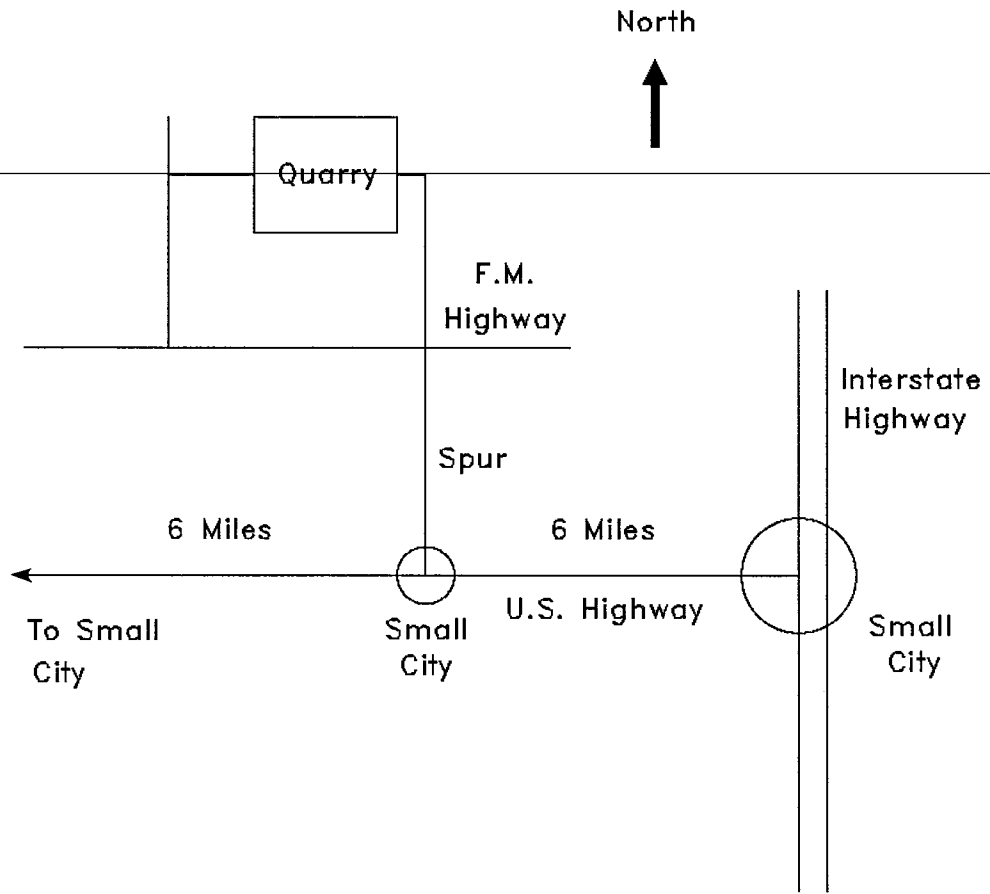 North
Quarry
F.M.
Highway
Interstate
Highway
Spur
6 Miles
6 Miles
U.S. Highway
To Small
City
Small
City
Small
City